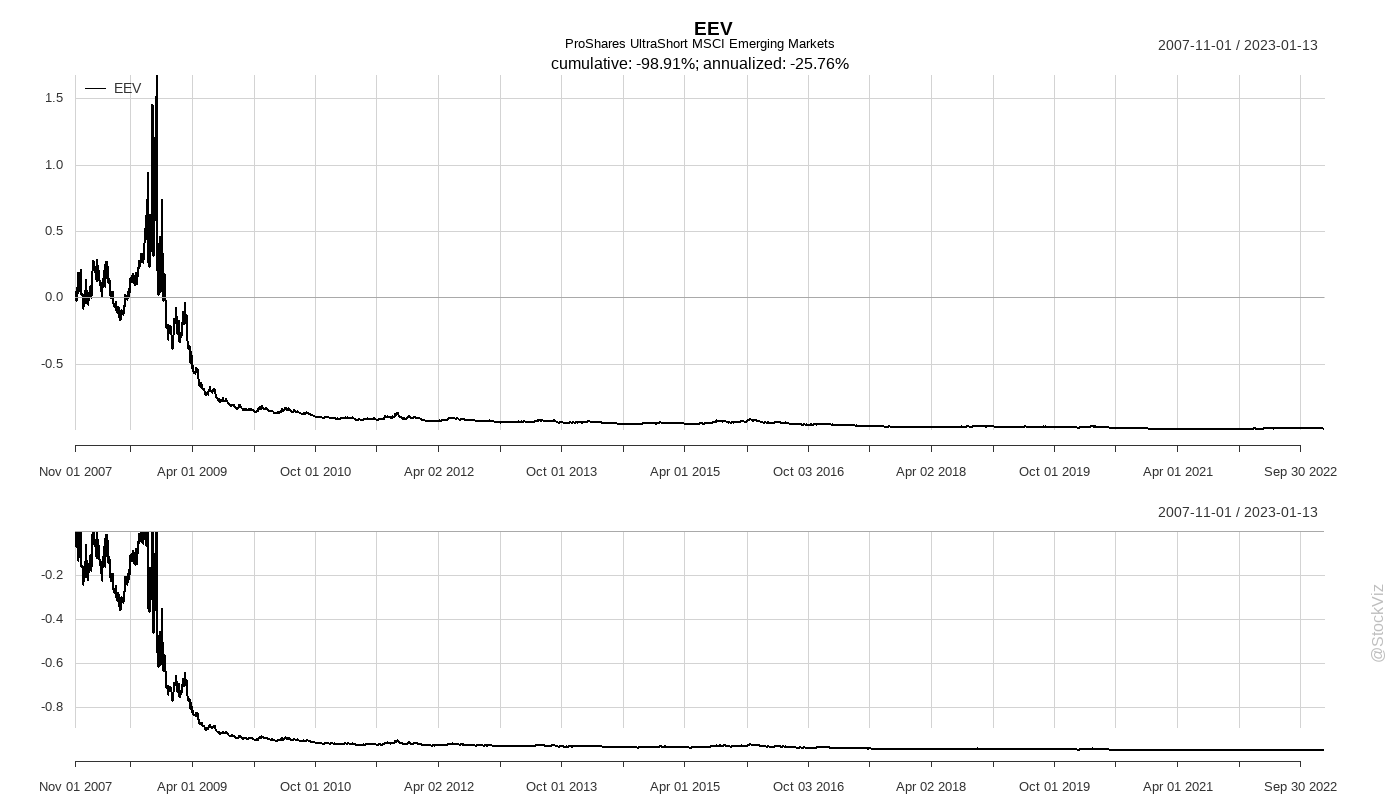 EEV
ProShares UltraShort MSCI Emerging Markets
cumulative: -98.91%; annualized: -25.76%
2007-11-01 / 2023-01-13
EEV
1.5
1.0
0.5
0.0
-0.5
Nov 01 2007 Apr 01 2009 Oct 01 2010 Apr 02 2012 Oct 01 2013 Apr 01 2015 Oct 03 2016 Apr 02 2018 Oct 01 2019 Apr 01 2021 Sep 30 2022
2007-11-01 / 2023-01-13
-0.2
-0.4
-0.6
-0.8
Nov 01 2007 Apr 01 2009 Oct 01 2010 Apr 02 2012 Oct 01 2013 Apr 01 2015 Oct 03 2016 Apr 02 2018 Oct 01 2019 Apr 01 2021 Sep 30 2022
@StockViz